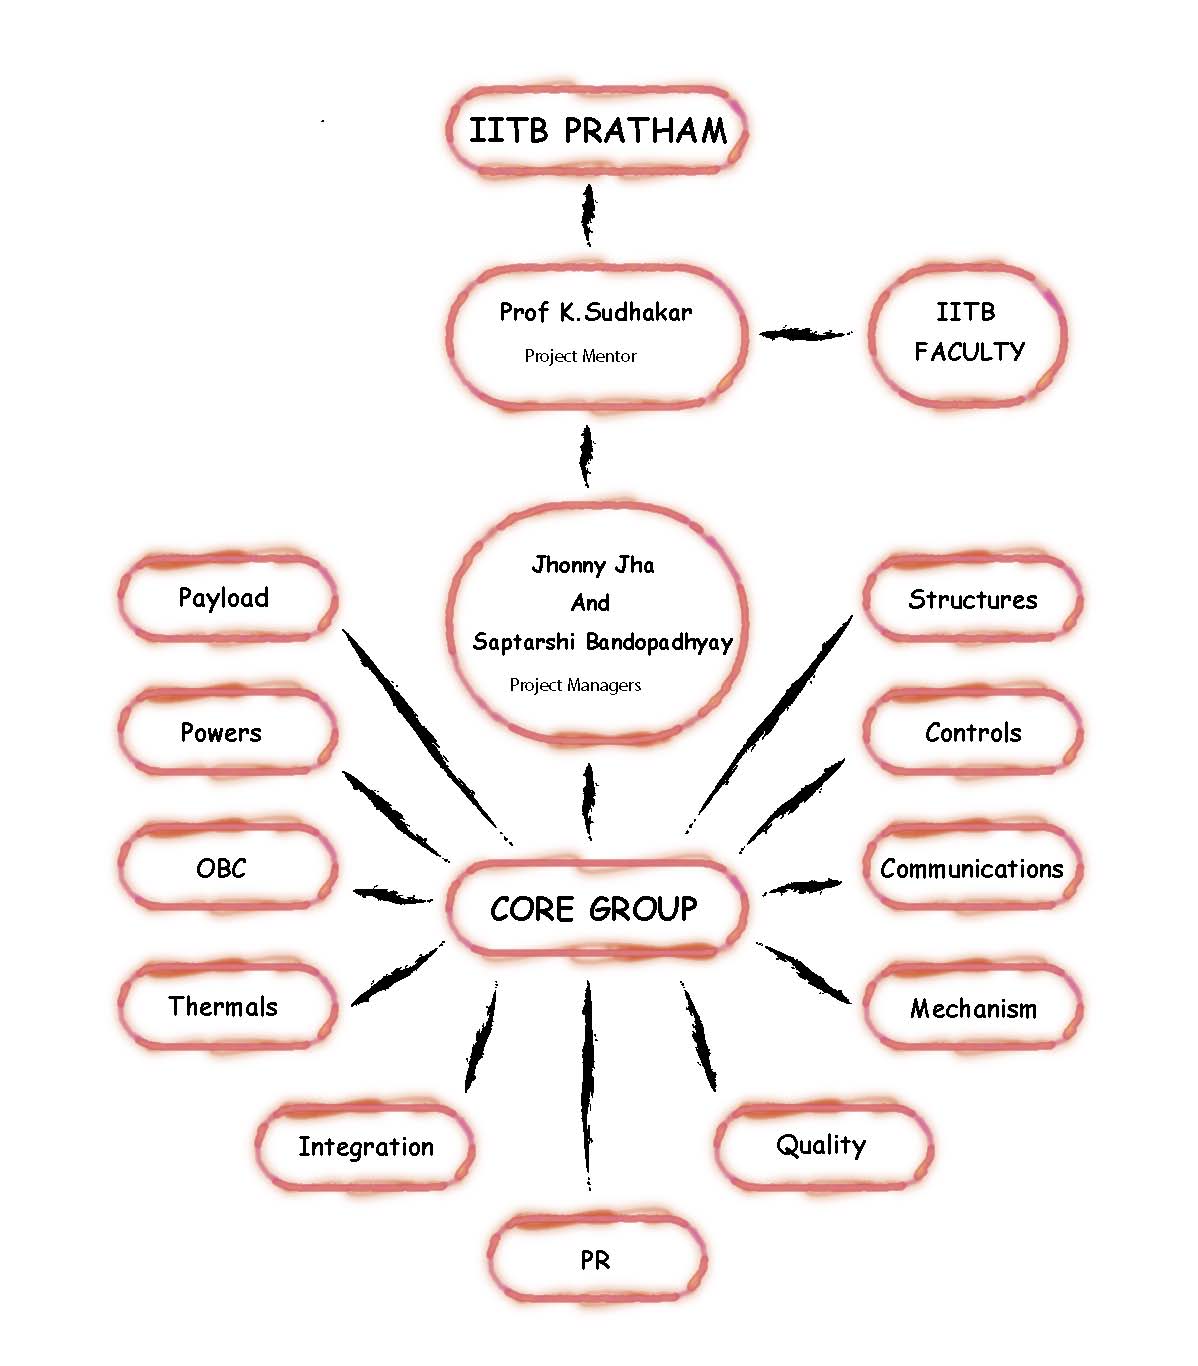 IITB PRATHAM
Prof K.Sudhakar
Project Mentor
IITB
FACULTY
Jhonny Jha
And
Saptarshi Bandopadhyay
Project Managers
Payload
Structures
Powers
Controls
OBC
Communications
CORE GROUP
Thermals
Mechanism
Integration
Quality
PR